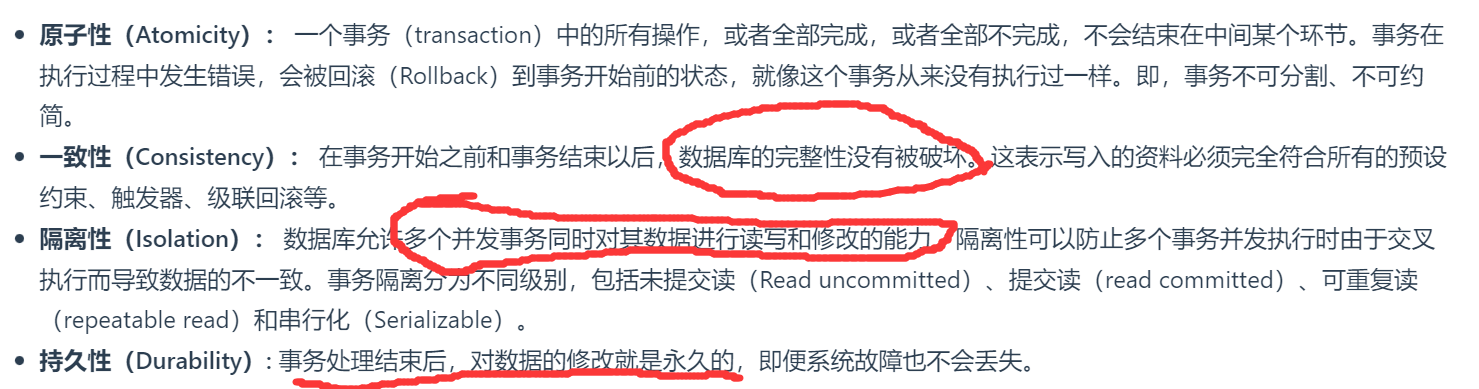 • 原子性（Atomicity）： 一个事务（transaction）中的所有操作，或者全部完成，或者全部不完成，不会结束在中间某个环节。事务在
执行过程中发生错误，会被回滚（Rollback）到事务开始前的状态，就像这个事务从来没有执行过一样。即，事务不可分割、不可约
简。
• 一致性（Consistency）： 在事务开始之前和事务结束以后，数据库的完整性没有被破坏。这表示写入的资料必须完全符合所有的预设
约束、触发器、级联回滚等。
• 隔离性（Isolation）： 数据库允许多个并发事务同时对其数据进行读写和修改的能力，隔离性可以防止多个事务并发执行时由于交叉
执行而导致数据的不一致。事务隔离分为不同级别，包括未提交读（Read uncommitted）、提交读（read committed）、可重复读
（repeatable read）和串行化（Serializable）。
• 持久性（Durability）: 事务处理结束后，对数据的修改就是永久的，即便系统故障也不会丢失。